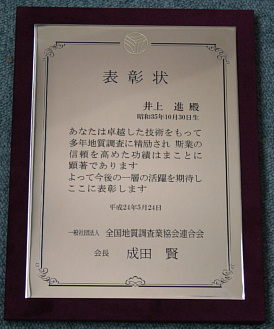 表彰状
井上 進 殿
昭和35年10月30日生
あなたは卓越した技術をもって
多年地質調査に精励され 斯業の
信頼を高めた功績はまことに
顕著であります
よって今後の一層の活躍を期待し
ここに表彰します
平成24年5月24日
一般社団法人 全国地質調査業協会連合会
会長 成田 賢